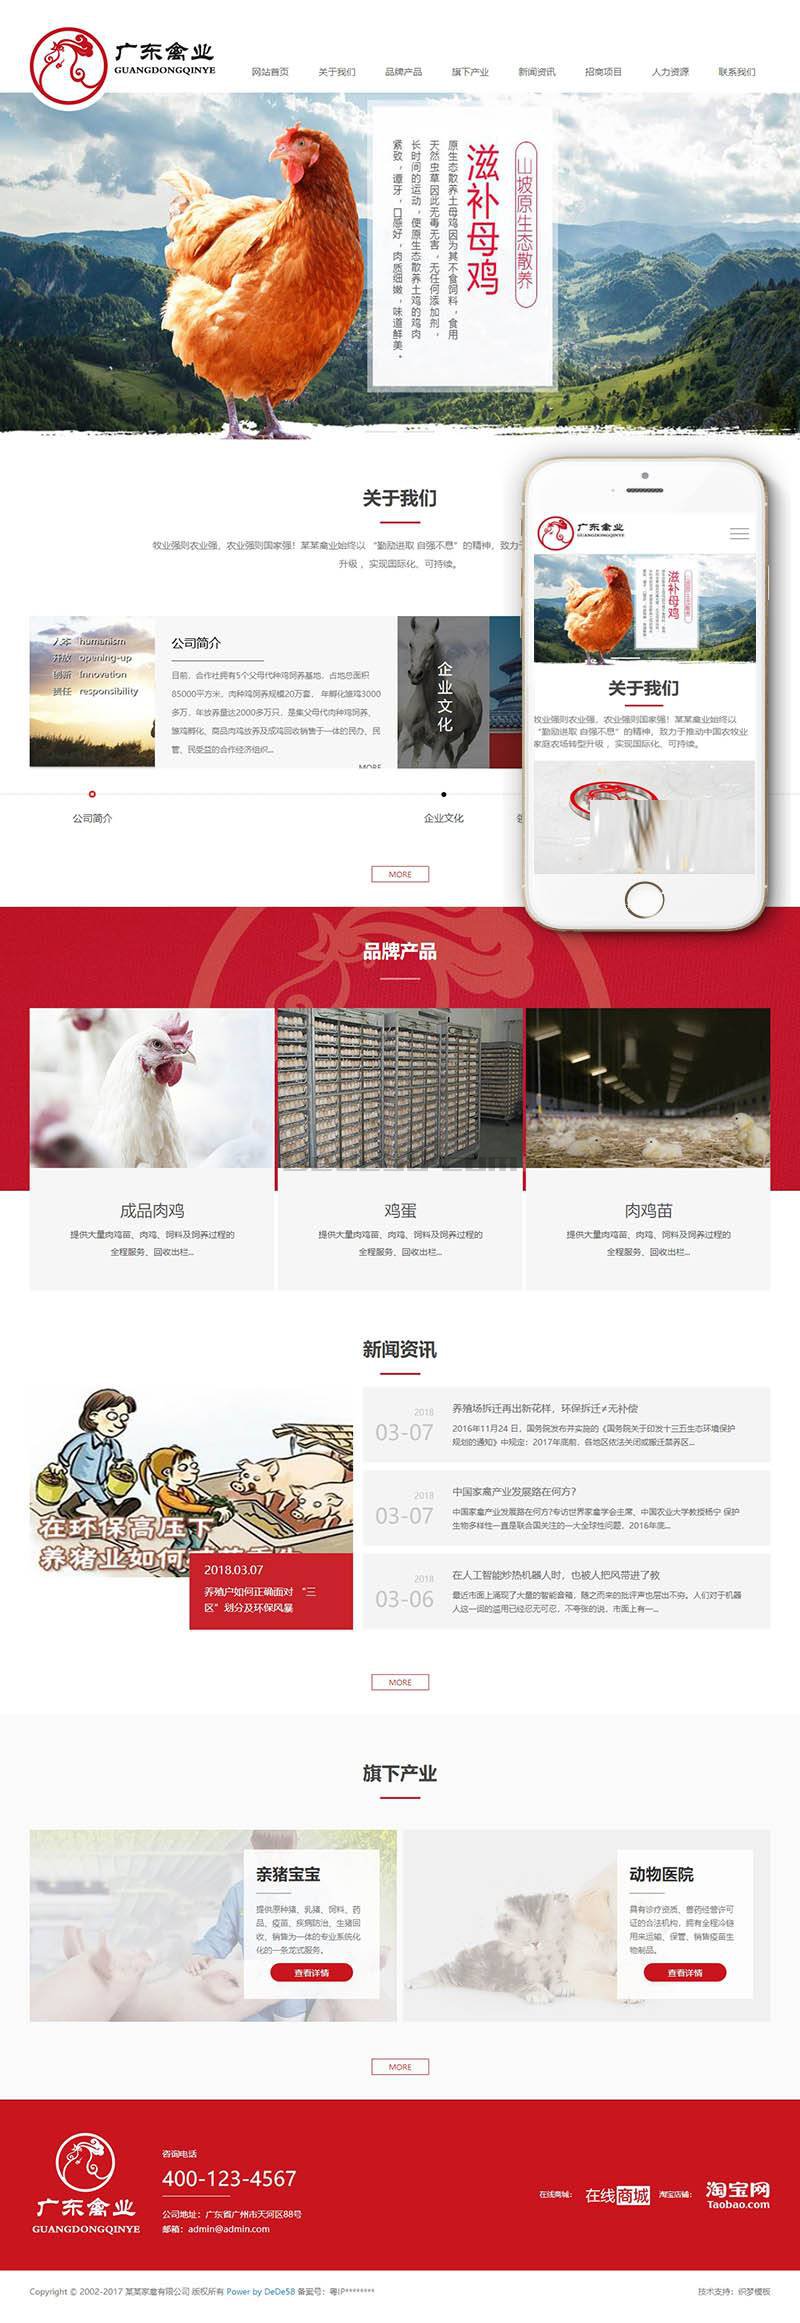 广东禽业
GUANGDONGQINYE
网站首页 关于我们 品牌产品 旗下产业 新闻资讯 招商项目 人力资源 联系我们
山坡原生态散养
滋补母鸡
原生态散养土母鸡因为其不食饲料，食用
天然虫草因此无毒无害，无任何添加剂，
长时间的运动，使原生态散养土鸡的鸡肉
紧致，谭牙，口感好，肉质细嫩，味道鲜美。
关于我们
牧业强则农业强，农业强则国家强！某某禽业始终以 “勤励进取 自强不息”的精神，致力于
升级 ，实现国际化、可持续。
人本 humanism
开放 opening-up
创新 Innovation
责任 responsibility
公司简介
目前，合作社拥有5个父母代种鸡饲养基地，占地总面积
85000平方米，肉种鸡饲养规模20万套， 年孵化雏鸡3000
多万，年放养量达2000多万只，是集父母代肉种鸡饲养、
雏鸡孵化、商品肉鸡放养及成鸡回收销售于一体的民办、民
管、民受益的合作经济组织...
MORE
企业文化
公司简介
企业文化
MORE
广东禽业
GUANGDONGQINYE
山坡原生态散养
滋补母鸡
关于我们
牧业强则农业强，农业强则国家强！某某禽业始终以
“勤励进取 自强不息”的精神，致力于推动中国农牧业
家庭农场转型升级 ，实现国际化、可持续。
品牌产品
成品肉鸡
提供大量肉鸡苗、肉鸡、饲料及饲养过程的
全程服务、回收出栏...
鸡蛋
提供大量肉鸡苗、肉鸡、饲料及饲养过程的
全程服务、回收出栏...
肉鸡苗
提供大量肉鸡苗、肉鸡、饲料及饲养过程的
全程服务、回收出栏...
新闻资讯
在环保高压下
养猪业如何
2018.03.07
养殖户如何正确面对 “三
区”划分及环保风暴
2018
03-07
养殖场拆迁再出新花样，环保拆迁≠无补偿
2016年11月24 日，国务院发布并实施的《国务院关于印发十三五生态环境保护
规划的通知》中规定：2017年底前，各地区依法关闭或搬迁禁养区...
2018
03-07
中国家禽产业发展路在何方?
中国家禽产业发展路在何方?专访世界家禽学会主席、中国农业大学教授杨宁 保护
生物多样性一直是联合国关注的一大全球性问题，2016年底...
2018
03-06
在人工智能炒热机器人时，也被人把风带进了教
最近市面上涌现了大量的智能音箱，随之而来的批评声也层出不穷。人们对于机器
人这一词的滥用已经忍无可忍，不夸张的说，市面上有一...
MORE
旗下产业
亲猪宝宝
提供原种猪、乳猪、饲料、药
品、疫苗、疾病防治、生猪回
收、销售为一体的专业系统化
化的一条龙式服务。
查看详情
动物医院
具有诊疗资质、兽药经营许可
证的合法机构，拥有全程冷链
用来运输、保管、销售疫苗生
物制品。
查看详情
MORE
广东禽业
GUANGDONGQINYE
咨询电话
400-123-4567
公司地址：广东省广州市天河区88号
邮箱：admin@admin.com
在线商城： 在线商城 淘宝店铺： 淘宝网
Taobao.com
Copyright © 2002-2017 某某家禽有限公司 版权所有 Power by DeDe58 备案号：粤IP********
技术支持：织梦模板